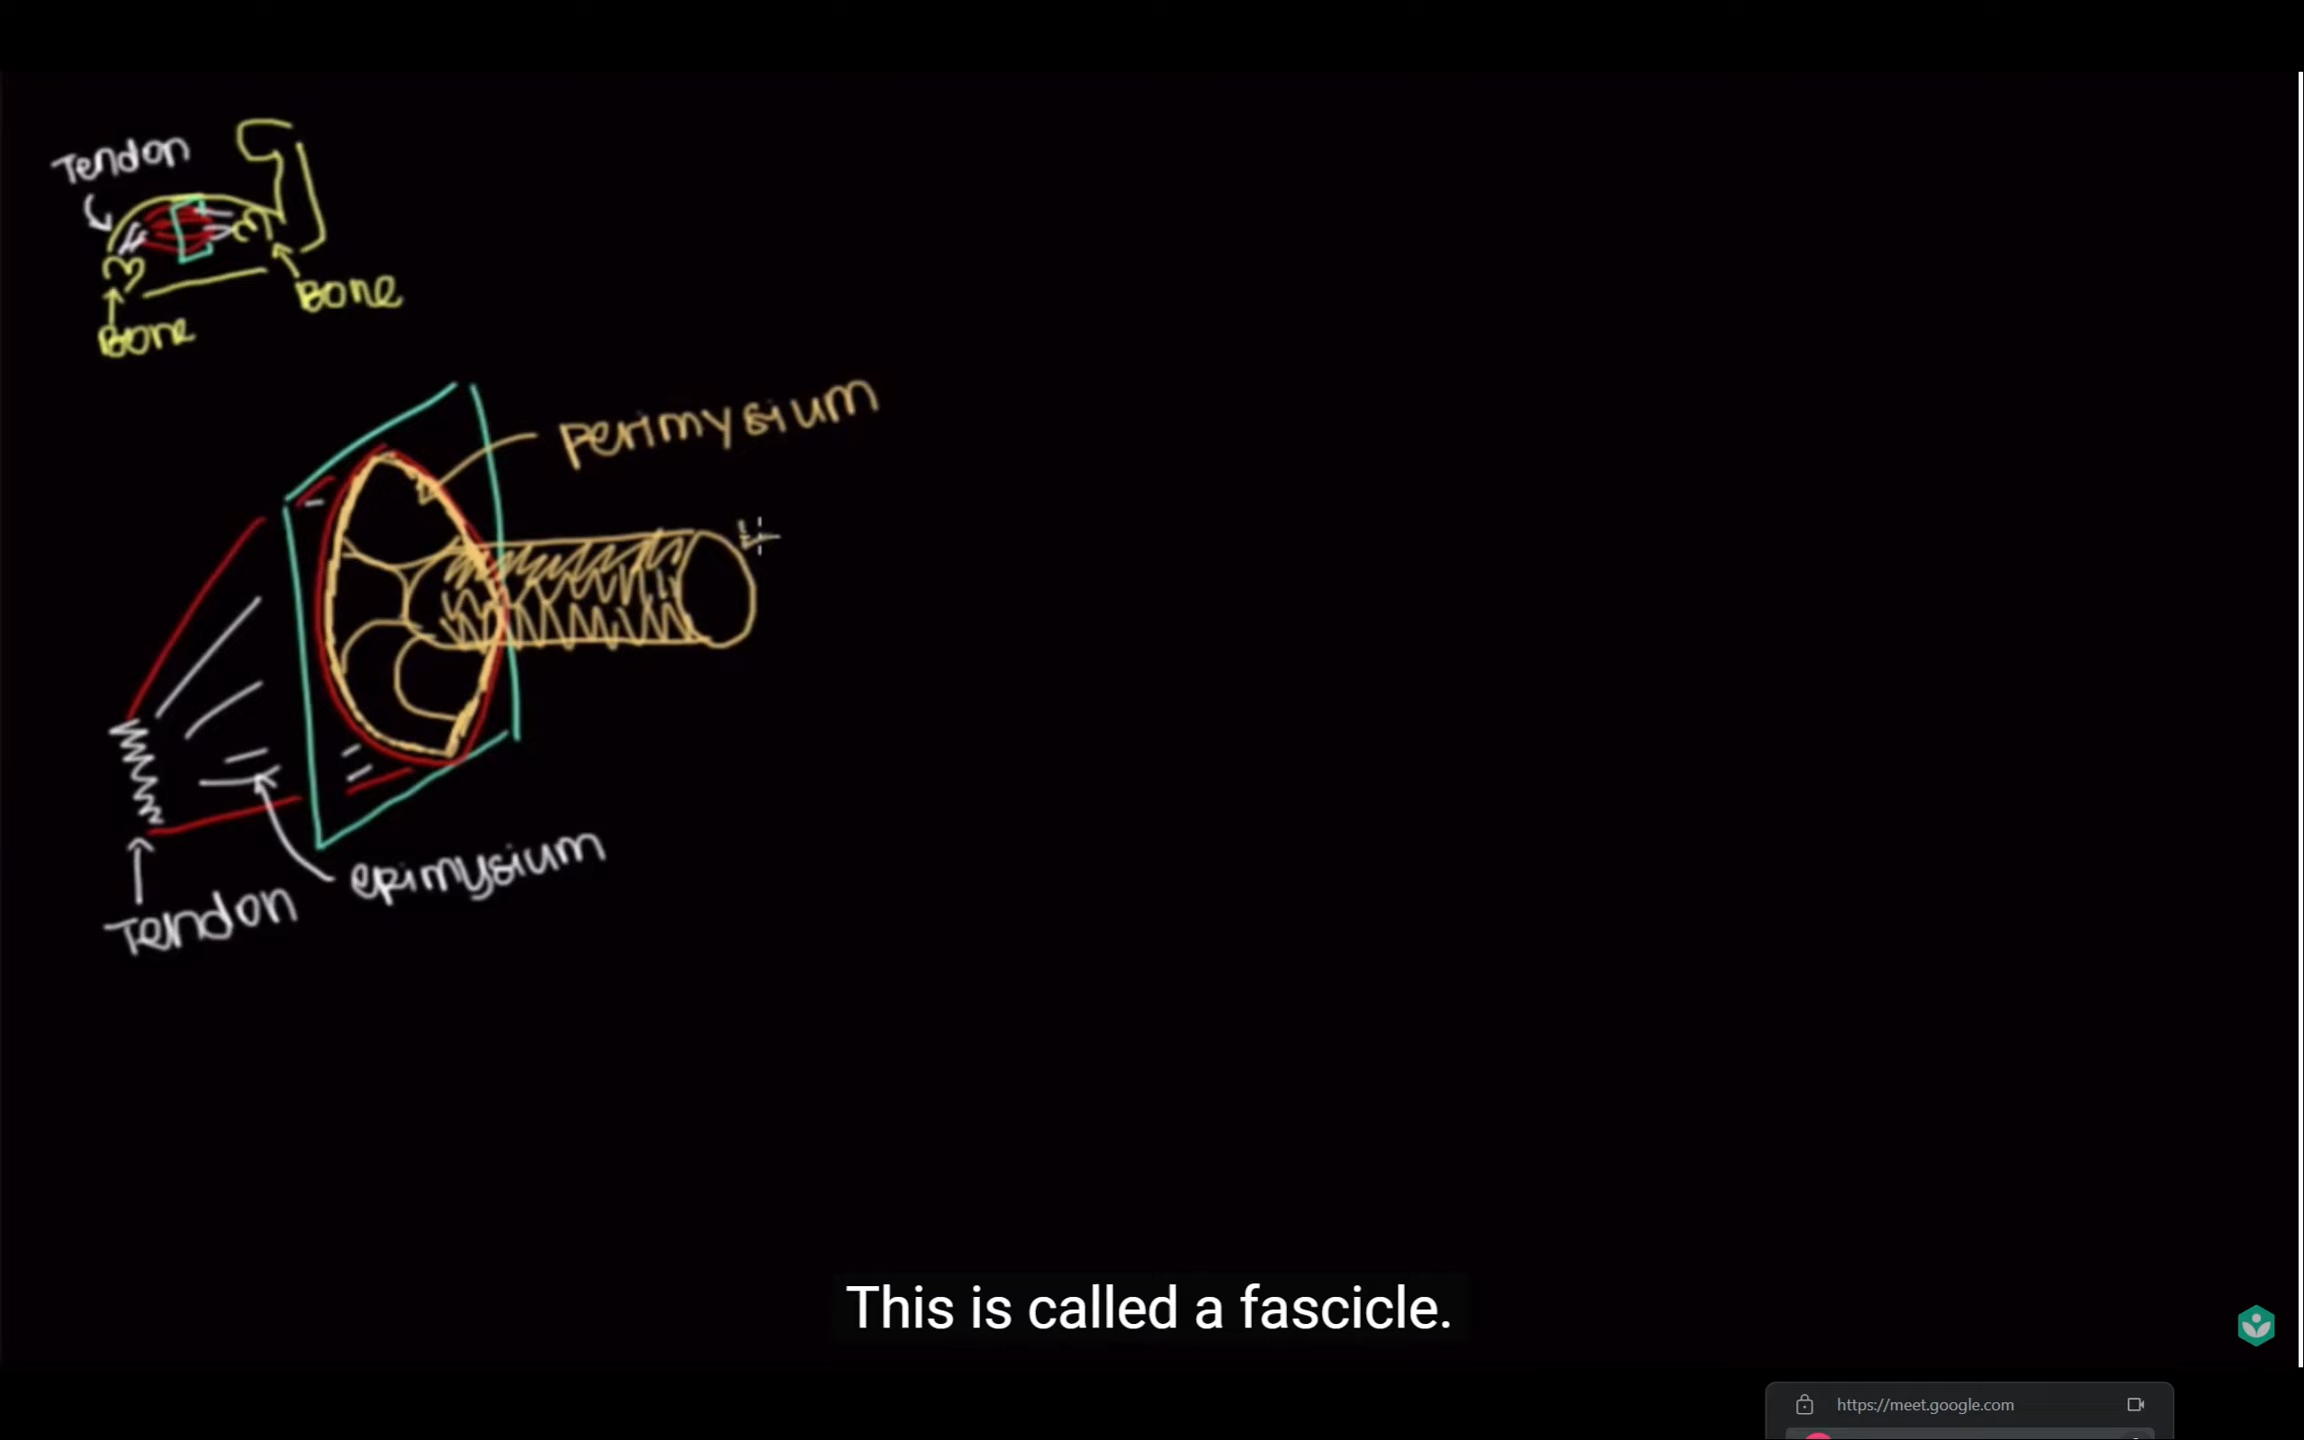 Tendon
Bone
Bone
Perimysium
epimysium
Tendon
This is called a fascicle.
https://meet.google.com